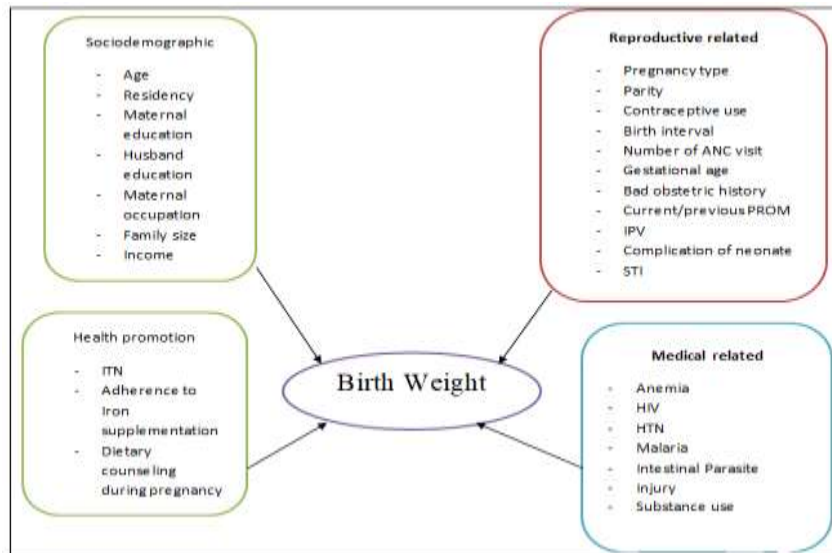 Sociodemographic
- Age
- Residency
- Maternal
education
- Husband
education
- Maternal
occupation
- Family size
- Income
Reproductive related
- Pregnancy type
- Parity
- Contraceptive use
- Birth interval
- Number of ANC visit
- Gestational age
- Bad obstetric history
- Current/previous PROM
- IPV
- Complication of neonate
- STI
Health promotion
- ITN
- Adherence to
Iron
supplementation
- Dietary
counseling
during pregnancy
Birth Weight
Medical related
- Anemia
- HIV
- HTN
- Malaria
- Intestinal Parasite
- Injury
- Substance use